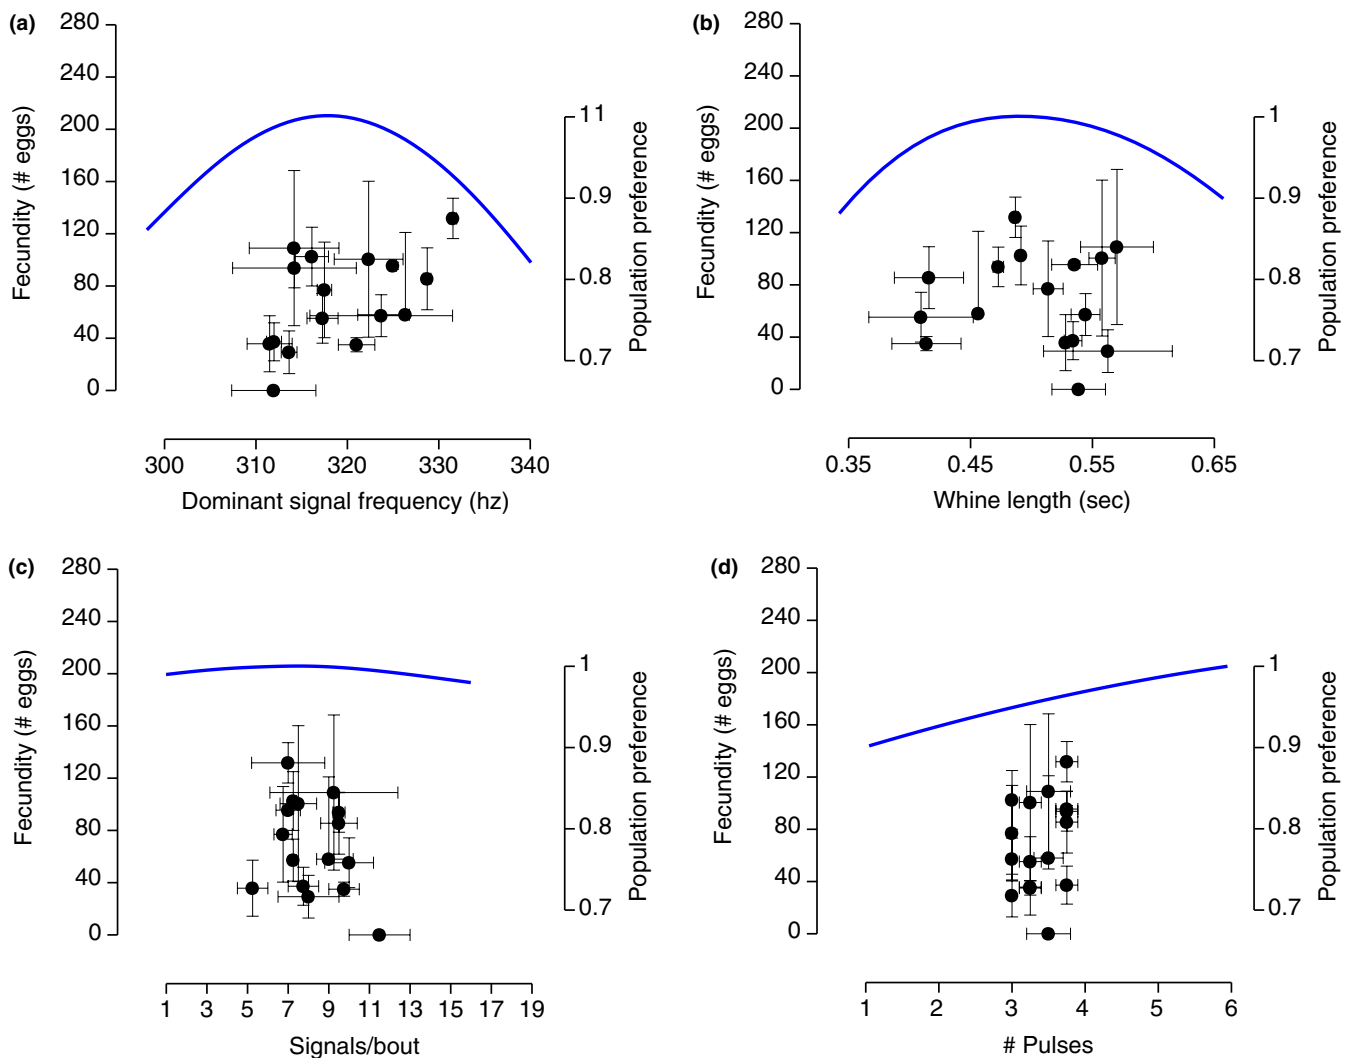 (a)
280
240
200
160
120
80
40
0
Fecundity (# eggs)
11
0.9
0.8
0.7
Population preference
300 310 320 330 340
Dominant signal frequency (hz)
(b)
280
240
200
160
120
80
40
0
Fecundity (# eggs)
1
0.9
0.8
0.7
Population preference
0.35 0.45 0.55 0.65
Whine length (sec)
(c)
280
240
200
160
120
80
40
0
Fecundity (# eggs)
1
0.9
0.8
0.7
Population preference
1 3 5 7 9 11 13 15 17 19
Signals/bout
(d)
280
240
200
160
120
80
40
0
Fecundity (# eggs)
1
0.9
0.8
0.7
Population preference
1 2 3 4 5 6
# Pulses